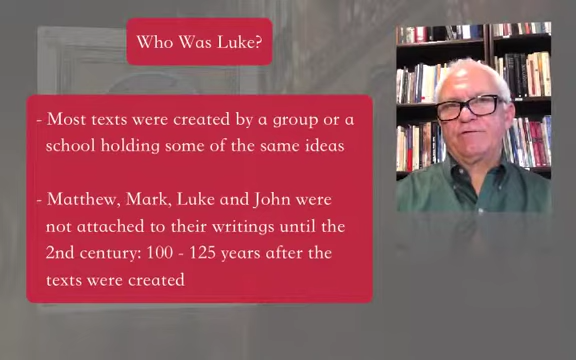 Who Was Luke?
- Most texts were created by a group or a
school holding some of the same ideas
- Matthew, Mark, Luke and John were
not attached to their writings until the
2nd century: 100 - 125 years after the
texts were created